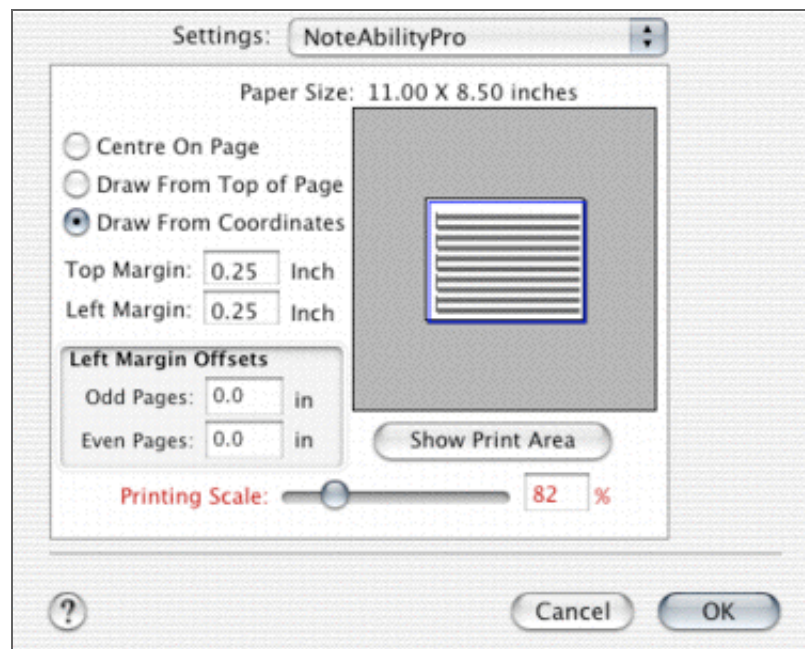 Settings: NoteAbilityPro
Paper Size: 11.00 X 8.50 inches
Centre On Page
Draw From Top of Page
Draw From Coordinates
Top Margin: 0.25 Inch
Left Margin: 0.25 Inch
Left Margin Offsets
Odd Pages: 0.0 in
Even Pages: 0.0 in
Show Print Area
Printing Scale: 82 %
? Cancel OK